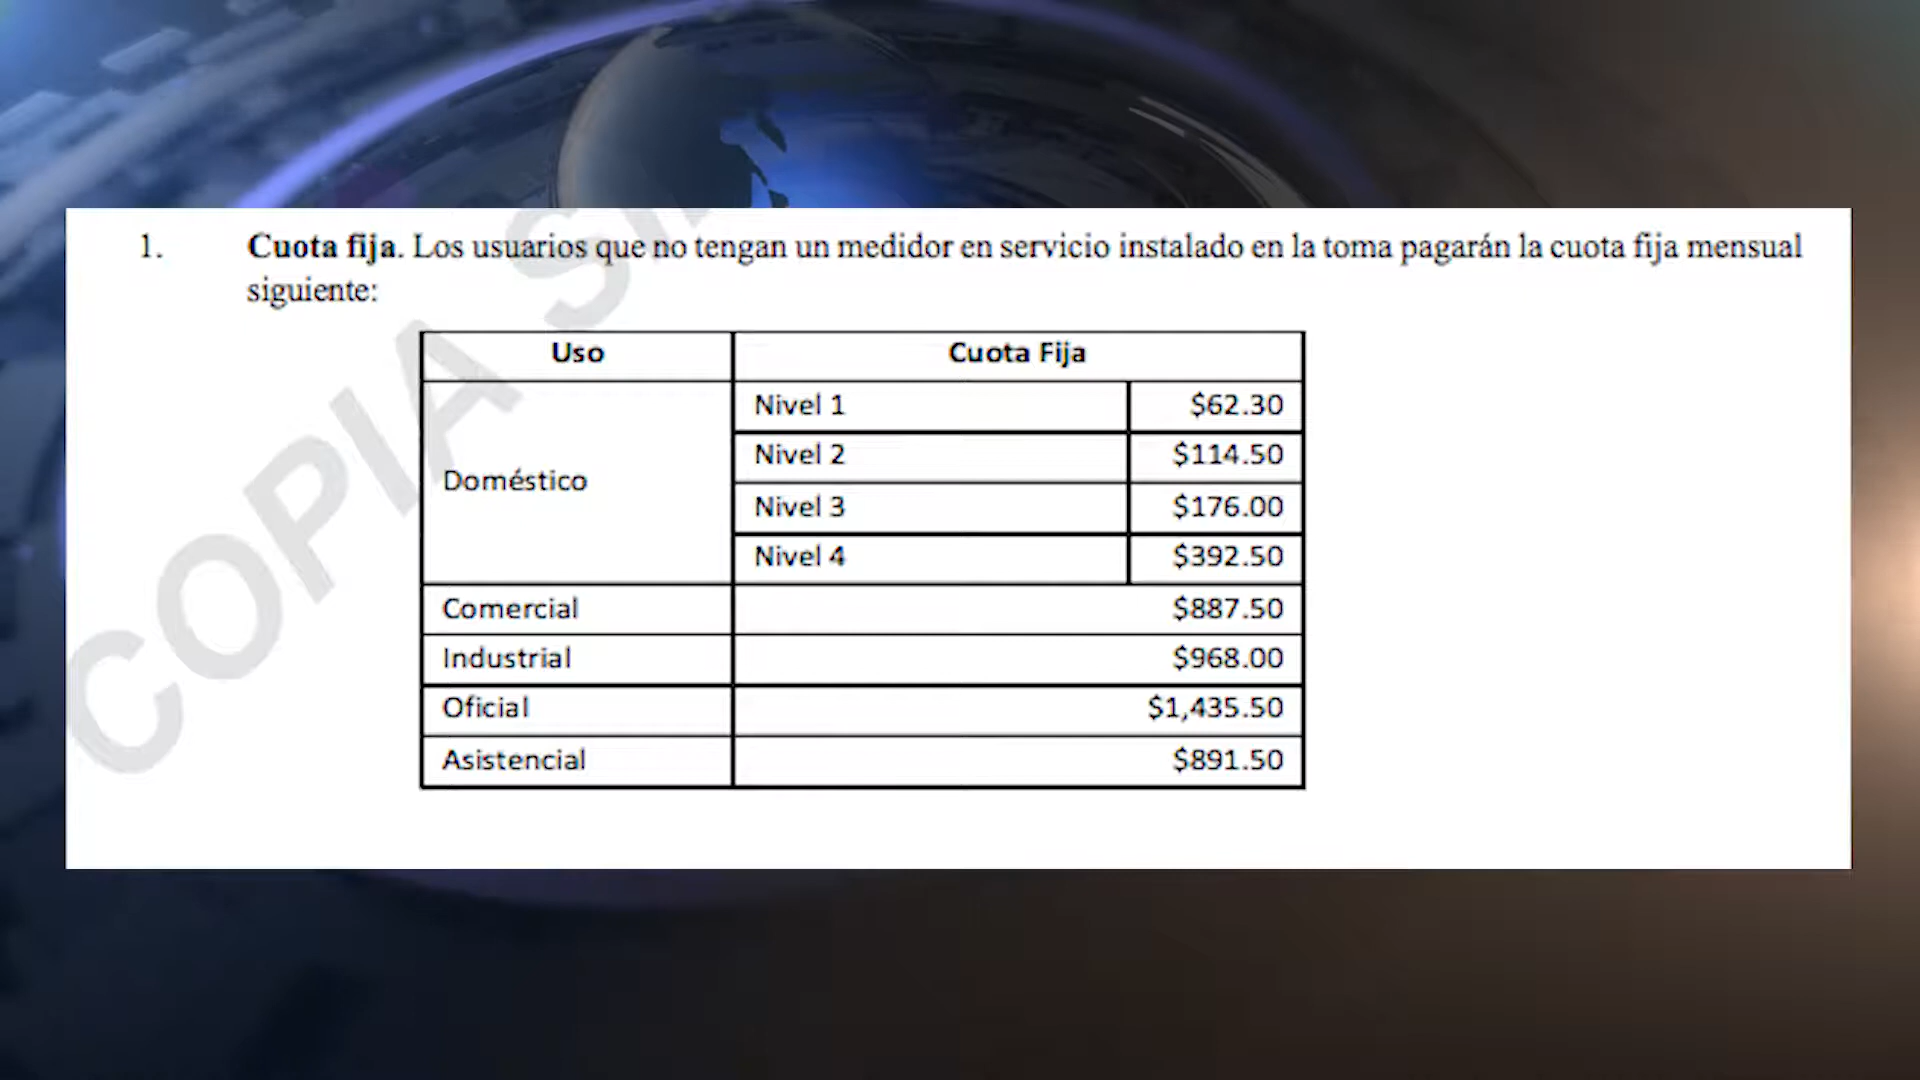 1. Cuota fija. Los usuarios que no tengan un medidor en servicio instalado en la toma pagarán la cuota fija mensual
siguiente:
Uso Cuota Fija
Doméstico
Nivel 1 $62.30
Nivel 2 $114.50
Nivel 3 $176.00
Nivel 4 $392.50
Comercial $887.50
Industrial $968.00
Oficial $1,435.50
Asistencial $891.50
COPIA